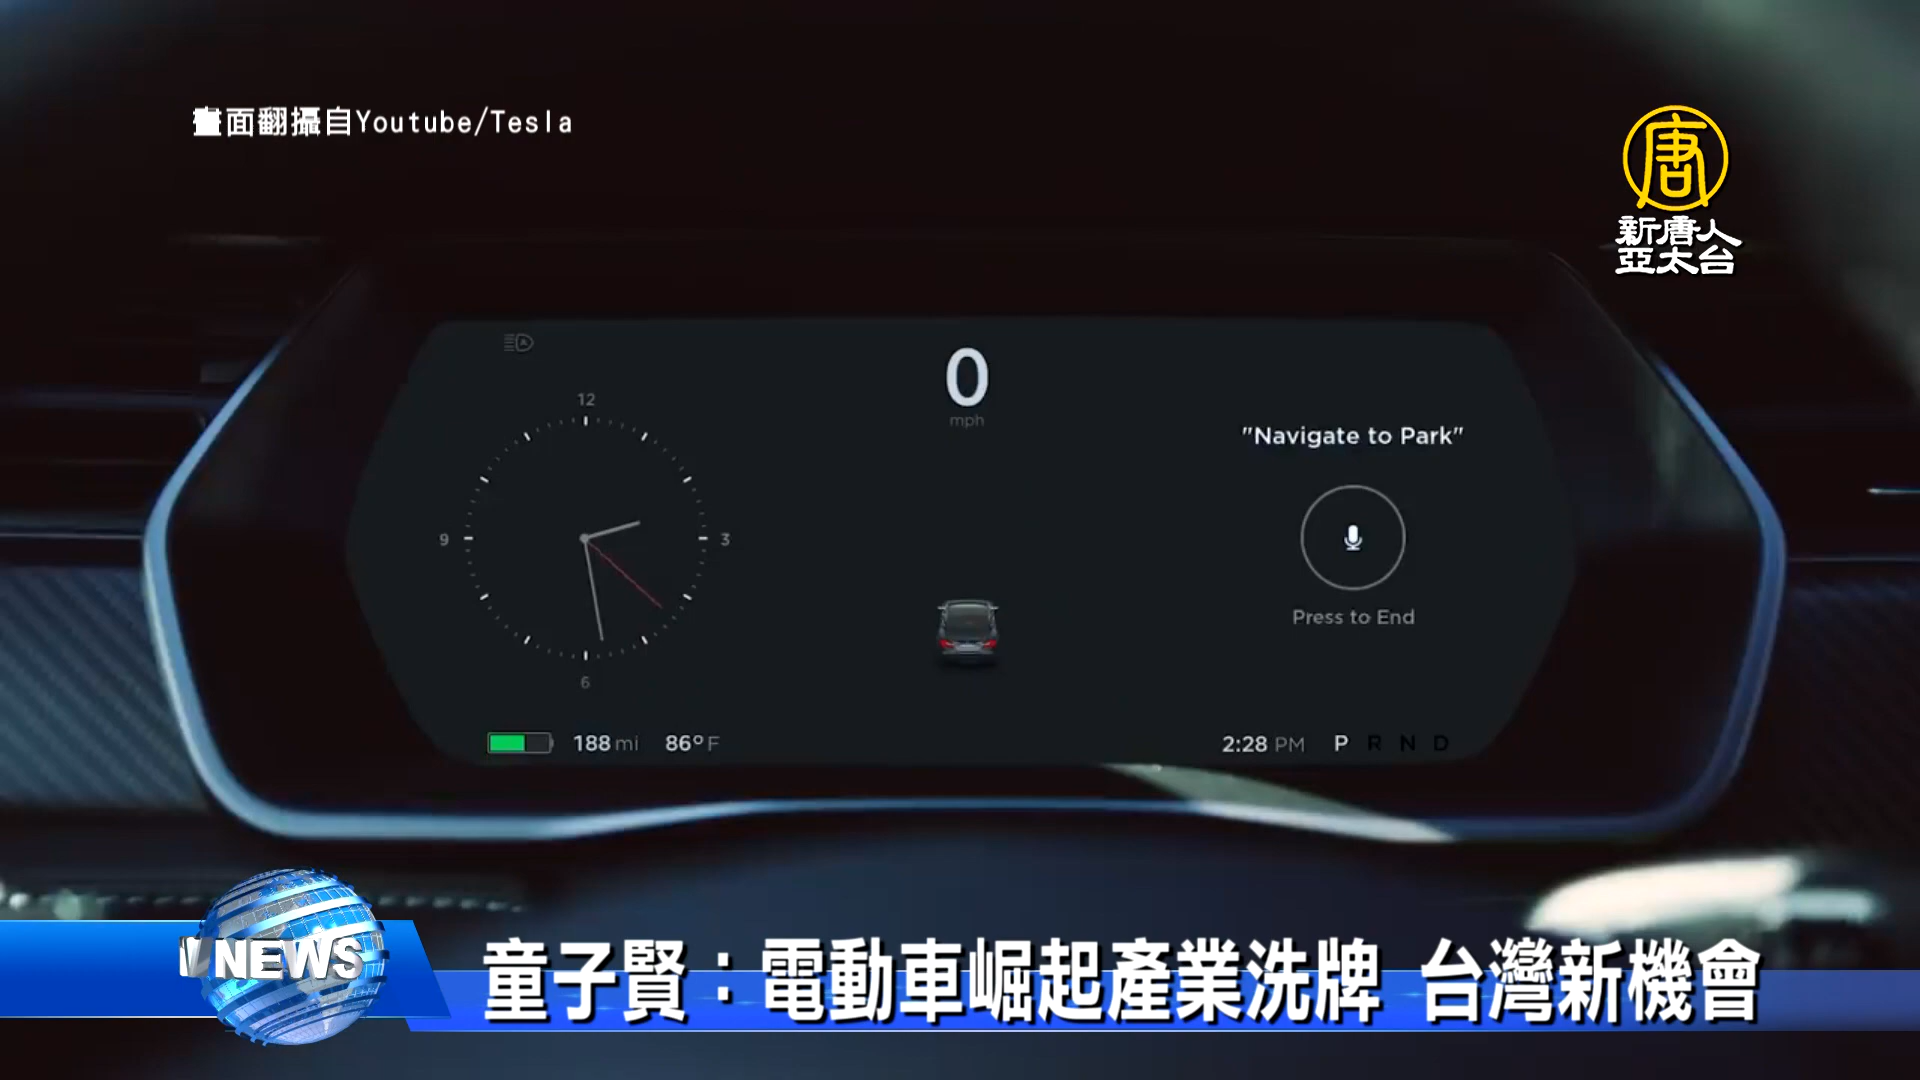 畫面翻攝自Youtube/Tesla
唐
新唐人
亞太台
0
mph
12
9
3
6
"Navigate to Park"
Press to End
188 mi 86°F
2:28 PM P R N D
NEWS
童子賢：電動車崛起產業洗牌 台灣新機會